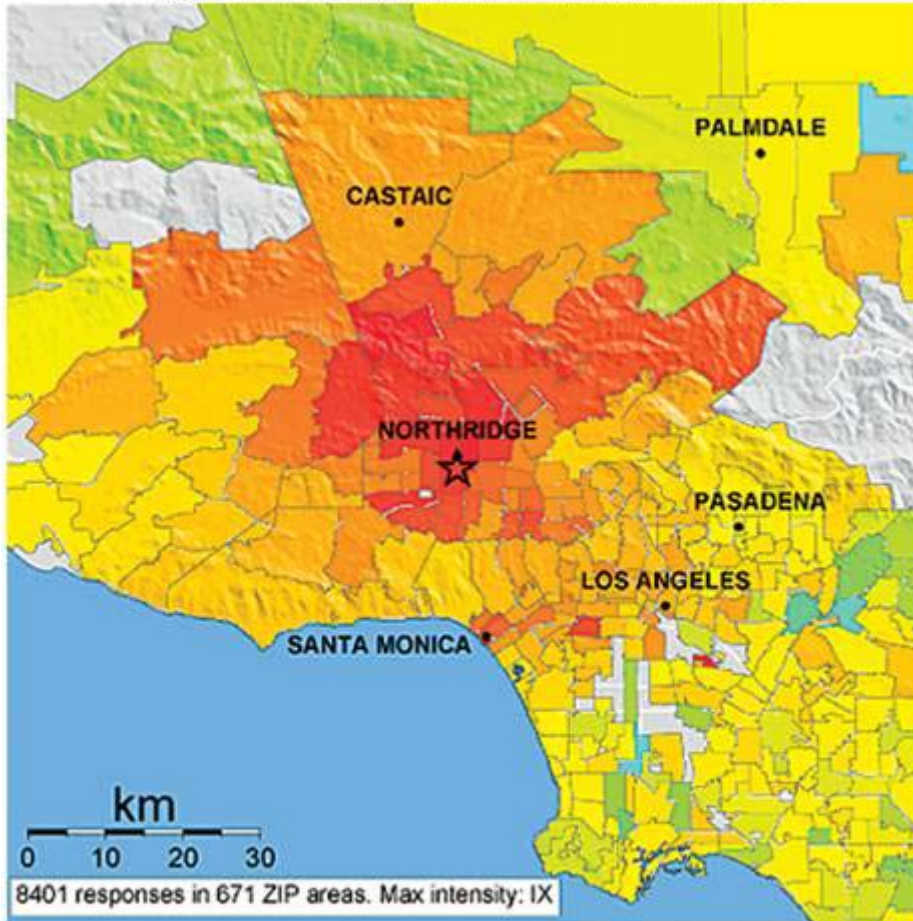 PALMDALE
CASTAIC
NORTHRIDGE
PASADENA
LOS ANGELES
SANTA MONICA
km
0 10 20 30
8401 responses in 671 ZIP areas. Max intensity: IX